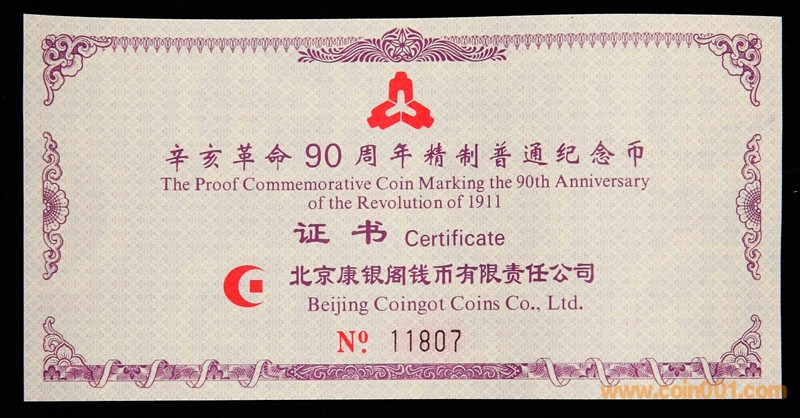 辛亥革命90周年精制普通纪念币
The Proof Commemorative Coin Marking the 90th Anniversary
of the Revolution of 1911
证书 Certificate
北京康银阁钱币有限责任公司
Beijing Coingot Coins Co., Ltd.
Nº 11807
www.coin001.com